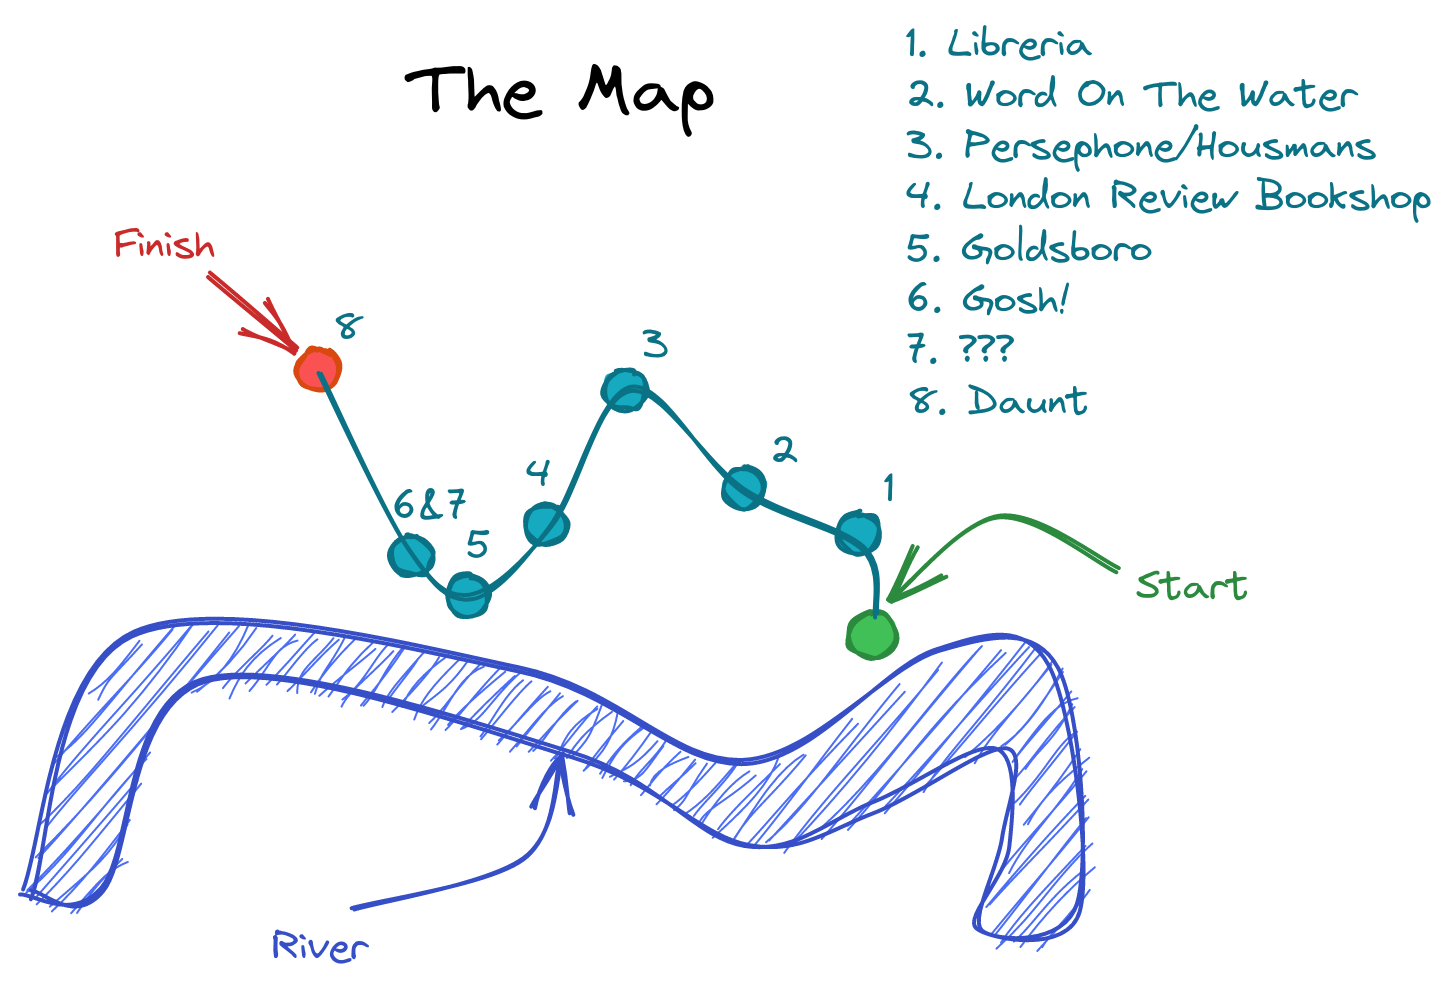 The Map
1. Libreria
2. Word On The Water
3. Persephone/Housmans
4. London Review Bookshop
5. Goldsboro
6. Gosh!
7. ???
8. Daunt
Finish
8
3
2
4
1
6&7
5
Start
River